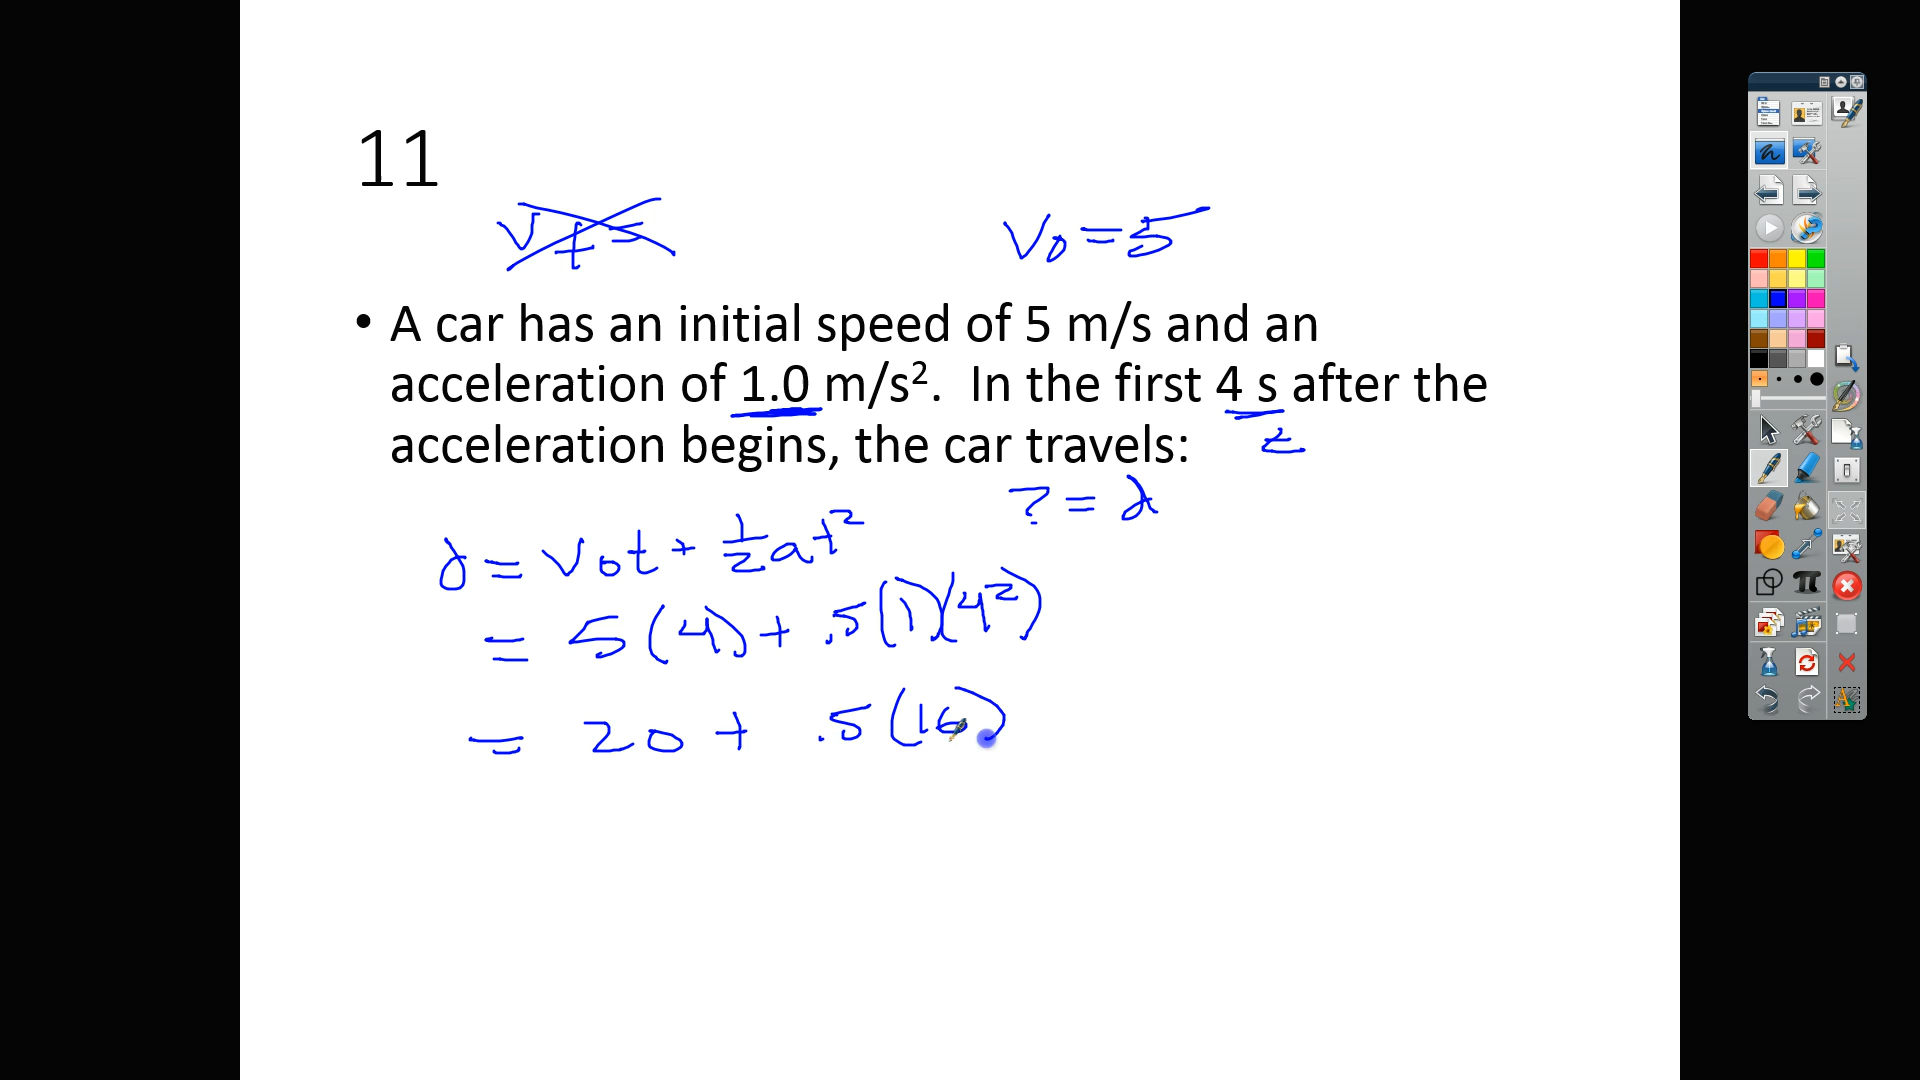 11
Vf=
V0=5
• A car has an initial speed of 5 m/s and an
acceleration of 1.0 m/s². In the first 4 s after the
acceleration begins, the car travels:
t
? = d
d = V0t + 1/2at²
= 5(4) + .5(1)(4²)
= 20 + .5(16)